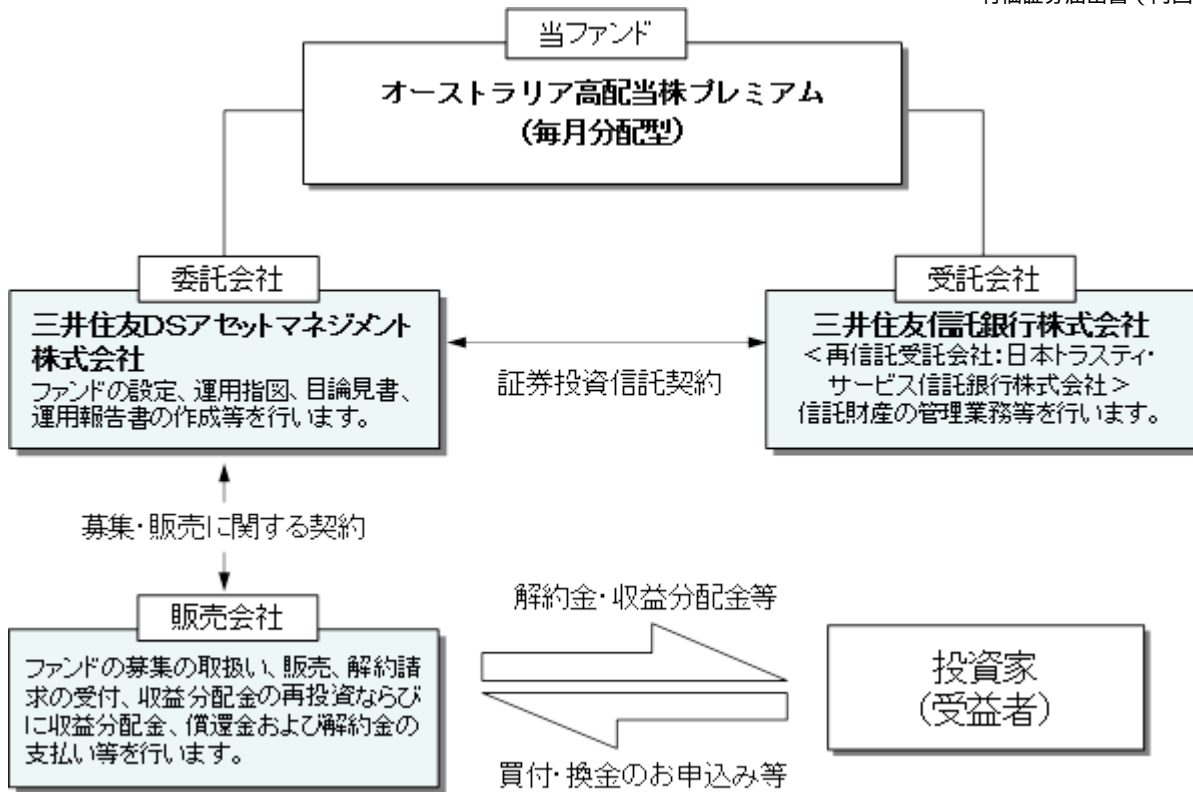 当ファンド
オーストラリア高配当株プレミアム
(毎月分配型)
委託会社
三井住友DSアセットマネジメント
株式会社
ファンドの設定、運用指図、目論見書、
運用報告書の作成等を行います。
証券投資信託契約
受託会社
三井住友信託銀行株式会社
<再信託受託会社:日本トラスティ・
サービス信託銀行株式会社>
信託財産の管理業務等を行います。
募集・販売に関する契約
販売会社
ファンドの募集の取扱い、販売、解約請
求の受付、収益分配金の再投資ならび
に収益分配金、償還金および解約金の
支払い等を行います。
解約金・収益分配金等
買付・換金のお申込み等
投資家
(受益者)